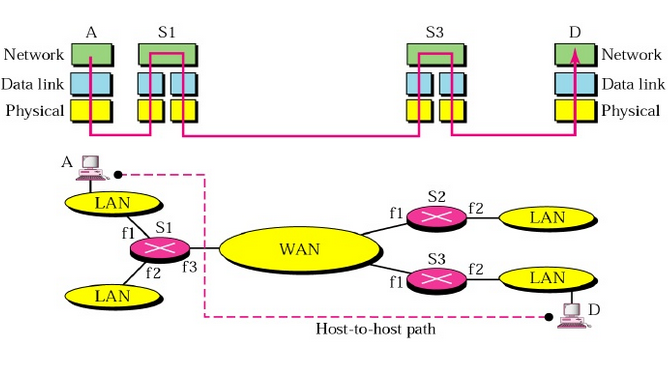 A S1 S3 D
Network Network
Data link Data link
Physical Physical
A
LAN
S2
f1 f2 LAN
f1 S1
WAN
f2 f3
S3
f1 f2 LAN
LAN
D
Host-to-host path